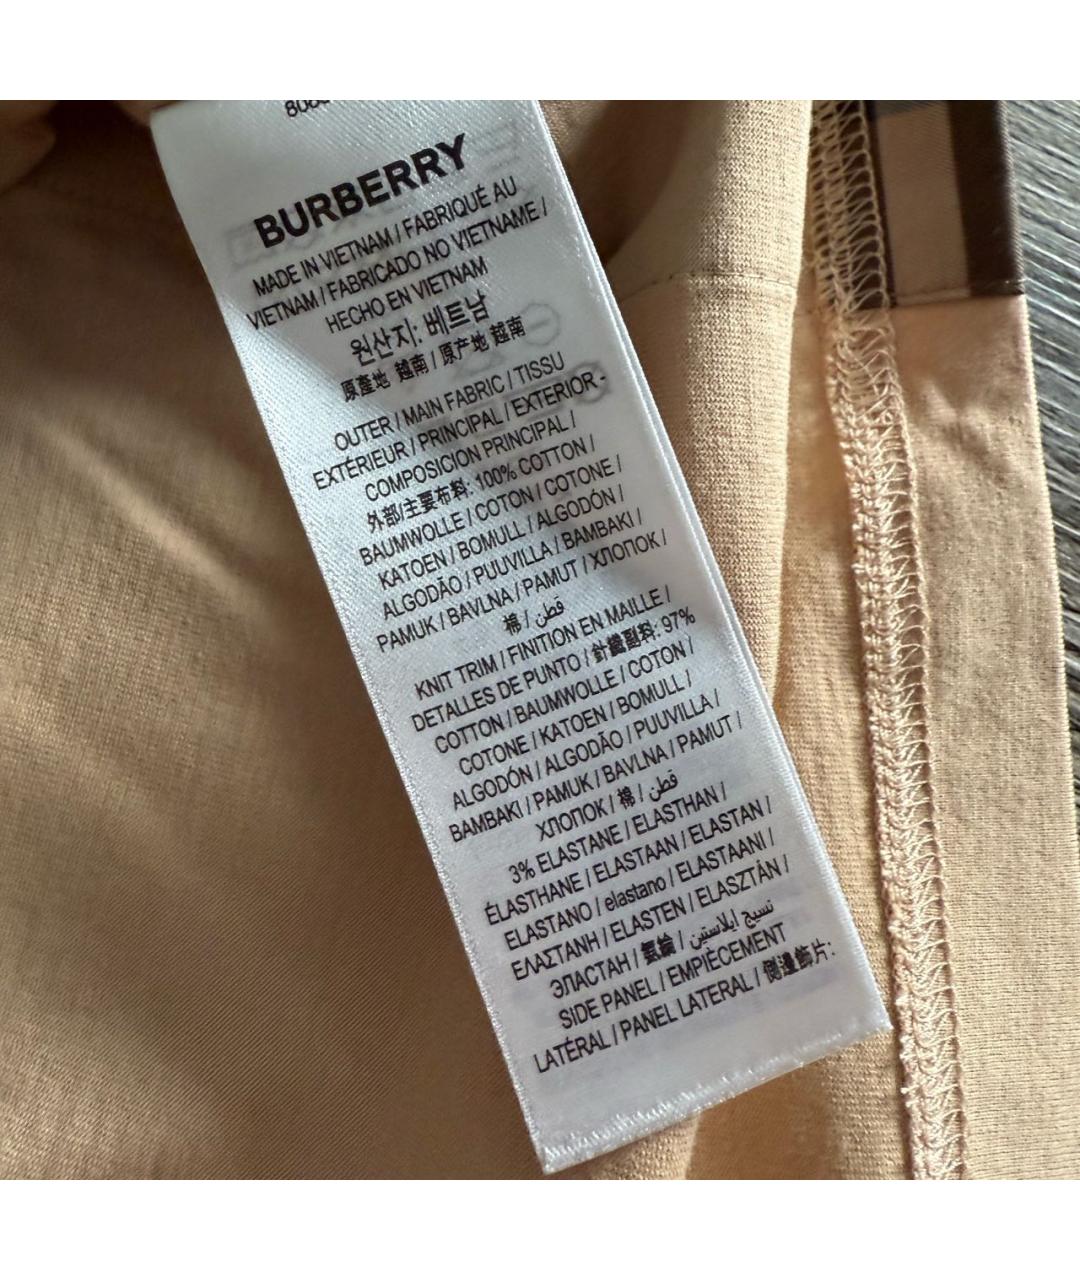 BURBERRY
MADE IN VIETNAM / FABRIQUÉ AU
VIETNAM / FABRICADO NO VIETNAME /
HECHO EN VIETNAM
원산지: 베트남
原產地 越南 / 原产地 越南
OUTER / MAIN FABRIC / TISSU
EXTÉRIEUR / PRINCIPAL / EXTERIOR -
COMPOSICION PRINCIPAL /
外部/主要布料: 100% COTTON /
BAUMWOLLE / COTON / COTONE /
KATOEN / BOMULL / ALGODÓN /
ALGODÃO / PUUVILLA / BAMBAKI /
PAMUK / BAVLNA / PAMUT / ХЛОПОК /
棉 / قطن
KNIT TRIM / FINITION EN MAILLE /
DETALLES DE PUNTO / 針織副料: 97%
COTTON / BAUMWOLLE / COTON /
COTONE / KATOEN / BOMULL /
ALGODÓN / ALGODÃO / PUUVILLA /
BAMBAKI / PAMUK / BAVLNA / PAMUT /
ХЛОПОК / 棉 / قطن
3% ELASTANE / ELASTHAN /
ÉLASTHANE / ELASTAAN / ELASTAN /
ELASTANO / elastano / ELASTAANI /
ΕΛΑΣΤΑΝΗ / ELASTEN / ELASZTÁN /
ЭЛАСТАН / 氨綸 / نسيج ايلاستين
SIDE PANEL / EMPIÈCEMENT
LATÉRAL / PANEL LATERAL / 側邊飾片: